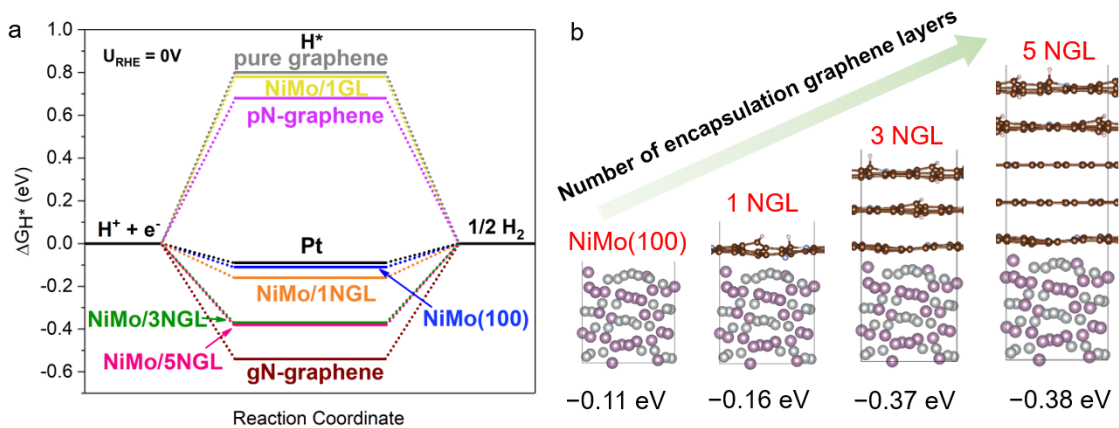 a
U_RHE = 0V
H*
pure graphene
NiMo/1GL
pN-graphene
H⁺ + e⁻
1/2 H₂
Pt
NiMo/1NGL
NiMo/3NGL
NiMo(100)
NiMo/5NGL
gN-graphene
1.0
0.8
0.6
0.4
0.2
0.0
-0.2
-0.4
-0.6
ΔG_H* (eV)
Reaction Coordinate
b
Number of encapsulation graphene layers
NiMo(100)
1 NGL
3 NGL
5 NGL
−0.11 eV
−0.16 eV
−0.37 eV
−0.38 eV